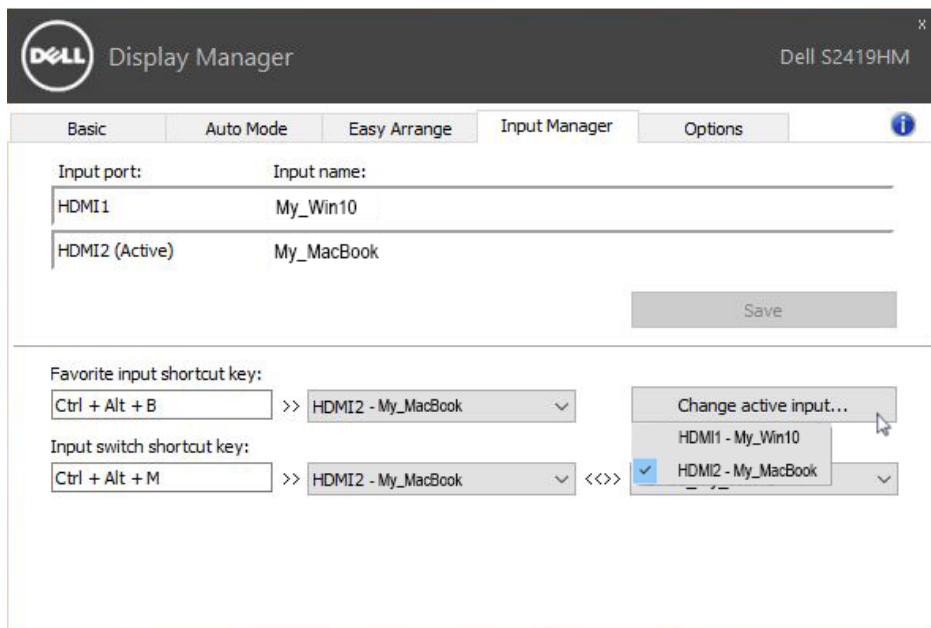 x
DELL Display Manager Dell S2419HM
Basic Auto Mode Easy Arrange Input Manager Options i
Input port: Input name:
HDMI1 My_Win10
HDMI2 (Active) My_MacBook
Save
Favorite input shortcut key:
Ctrl + Alt + B >> HDMI2 - My_MacBook Change active input...
HDMI1 - My_Win10
Input switch shortcut key:
Ctrl + Alt + M >> HDMI2 - My_MacBook <<>> HDMI2 - My_MacBook